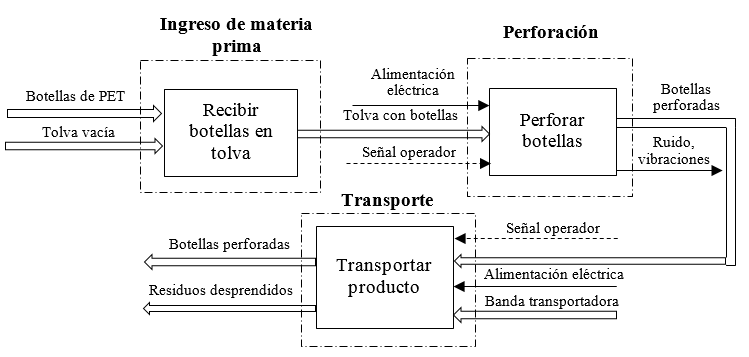 Ingreso de materia
prima
Perforación
Botellas de PET
Tolva vacía
Recibir
botellas en
tolva
Alimentación
eléctrica
Tolva con botellas
Señal operador
Perforar
botellas
Botellas
perforadas
Ruido,
vibraciones
Transporte
Botellas perforadas
Residuos desprendidos
Transportar
producto
Señal operador
Alimentación eléctrica
Banda transportadora